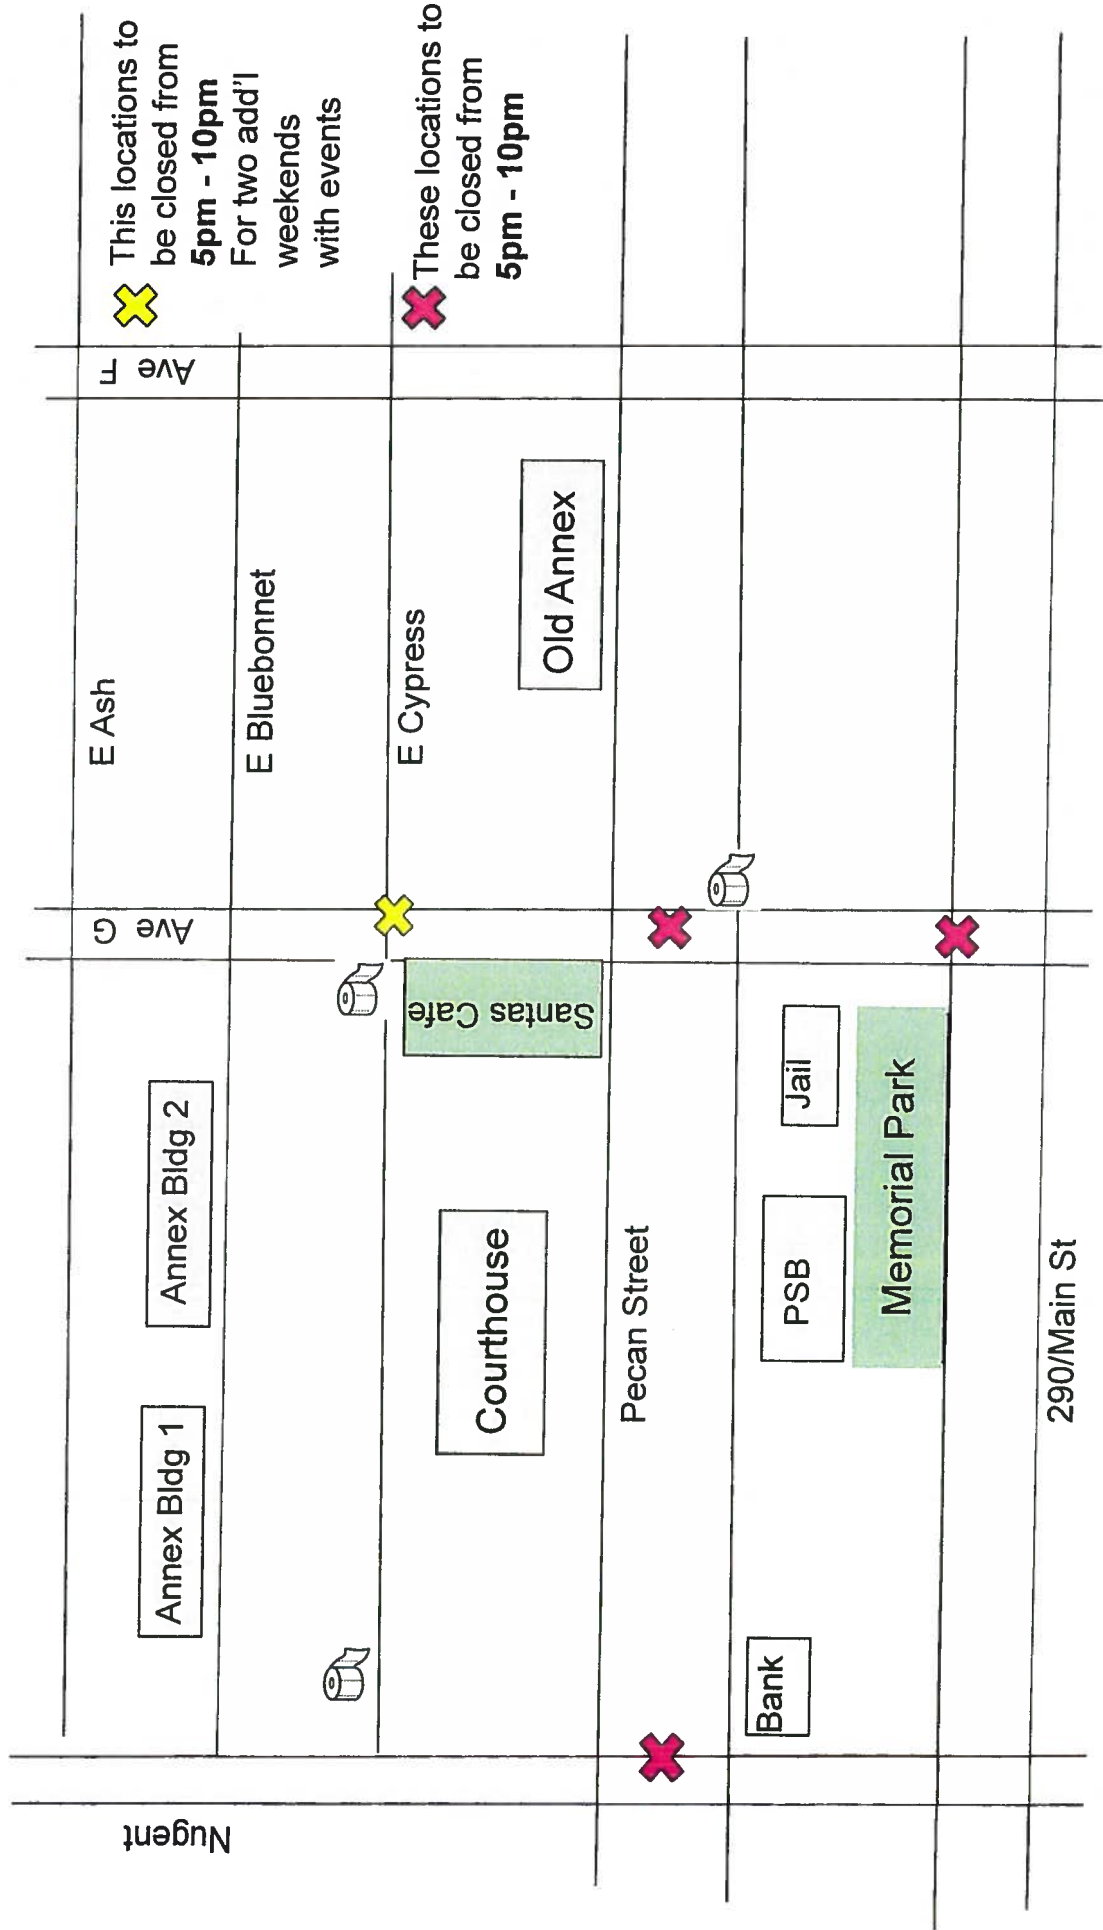 This locations to
be closed from
5pm - 10pm
For two add'l
weekends
with events
These locations to
be closed from
5pm - 10pm
Ave F
E Ash
E Bluebonnet
E Cypress
Old Annex
Ave G
Santas Cafe
Annex Bldg 2
Annex Bldg 1
Courthouse
Pecan Street
Jail
PSB
Memorial Park
Bank
290/Main St
Nugent